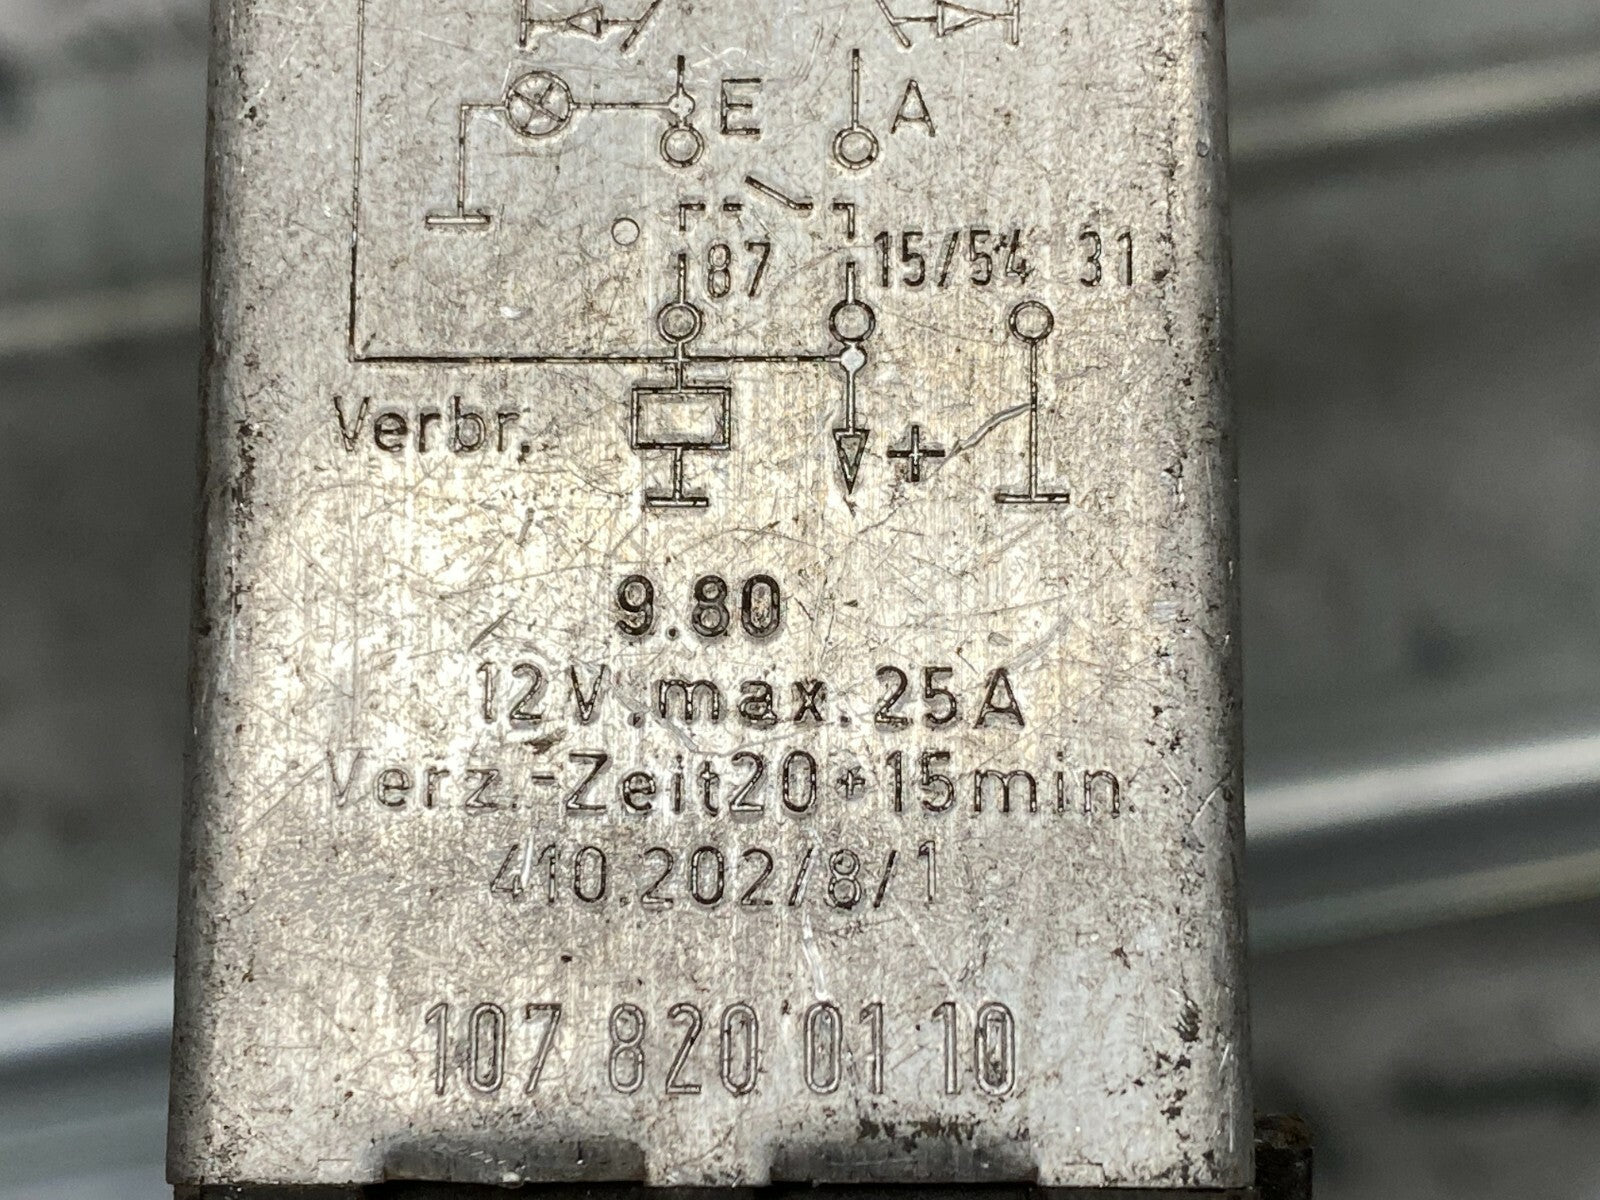 E A
87 15/54 31
Verbr. +
9.80
12V.max.25A
Verz.-Zeit20+15min.
410.202/8/1
107 820 01 10